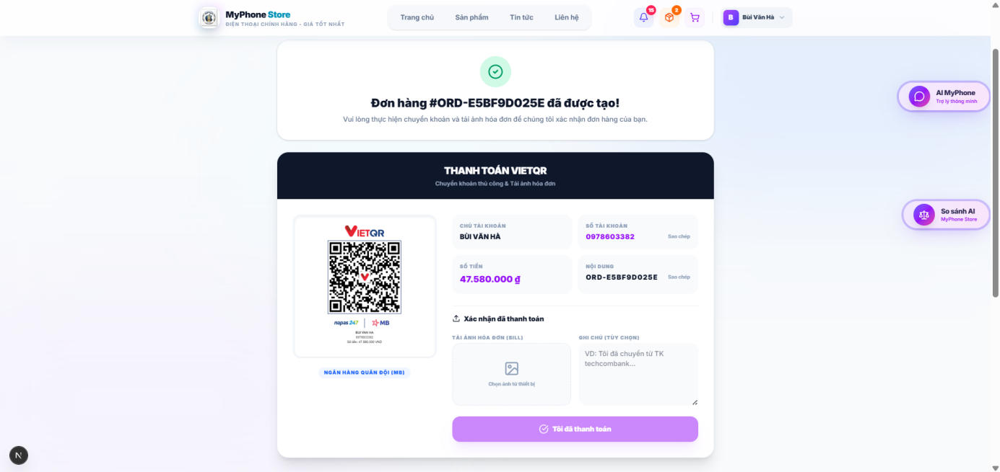 MyPhone Store
ĐIỆN THOẠI CHÍNH HÃNG - GIÁ TỐT NHẤT
Trang chủ
Sản phẩm
Tin tức
Liên hệ
15
2
B
Bùi Văn Hà
Đơn hàng #ORD-E5BF9D025E đã được tạo!
Vui lòng thực hiện chuyển khoản và tải ảnh hóa đơn để chúng tôi xác nhận đơn hàng của bạn.
AI MyPhone
Trợ lý thông minh
So sánh AI
MyPhone Store
THANH TOÁN VIETQR
Chuyển khoản thủ công & Tải ảnh hóa đơn
VIETQR
napas 247
MB
BUI VAN HA
0978603382
Số tiền: 47.580.000 VND
NGÂN HÀNG QUÂN ĐỘI (MB)
CHỦ TÀI KHOẢN
BÙI VĂN HÀ
SỐ TÀI KHOẢN
0978603382
Sao chép
SỐ TIỀN
47.580.000 ₫
NỘI DUNG
ORD-E5BF9D025E
Sao chép
Xác nhận đã thanh toán
TẢI ẢNH HÓA ĐƠN (BILL)
Chọn ảnh từ thiết bị
GHI CHÚ (TÙY CHỌN)
VD: Tôi đã chuyển từ TK
techcombank...
Tôi đã thanh toán
N